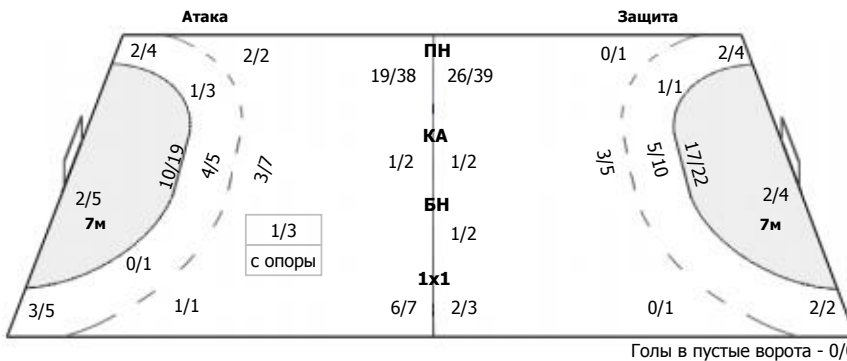 Атака Защита
2/4 2/2 ПН 0/1 2/4
19/38 26/39
1/3 1/1
КА
10/19 4/5 3/7 1/2 1/2 3/5 5/10 17/22
2/5 2/4
БН
7м 7м
1/3 1/2
с опоры
0/1
1x1
3/5 1/1 6/7 2/3 0/1 2/2
Голы в пустые ворота - 0/